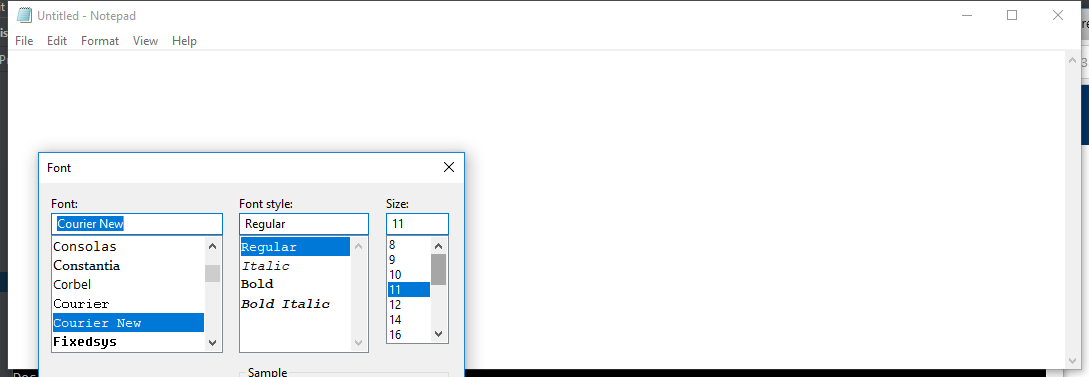 Untitled - Notepad
File Edit Format View Help
Font
Font: Font style: Size:
Courier New Regular 11
Consolas Regular 8
Constantia Italic 9
Corbel Bold 10
Courier Bold Italic 11
Courier New 12
Fixedsys 14
16
Sample